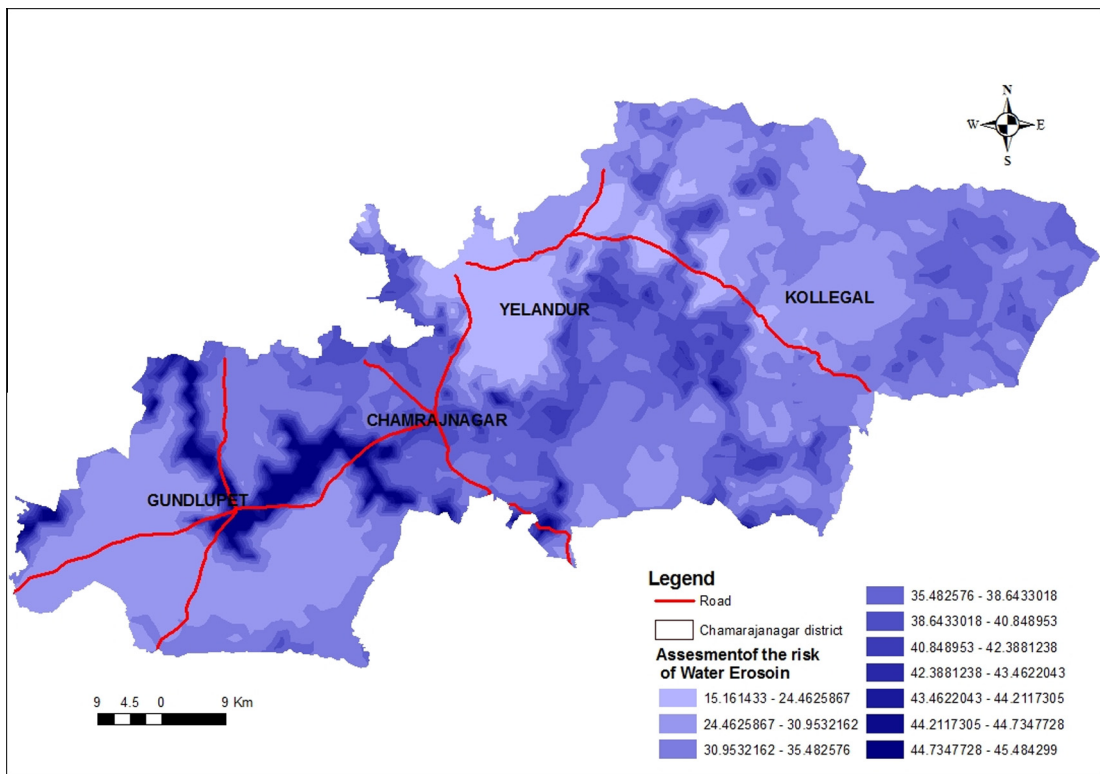 N
W E
S
KOLLEGAL
YELANDUR
CHAMRAJNAGAR
GUNDLUPET
Legend
Road
Chamarajanagar district
Assesmentof the risk
of Water Erosoin
15.161433 - 24.4625867
24.4625867 - 30.9532162
30.9532162 - 35.482576
35.482576 - 38.6433018
38.6433018 - 40.848953
40.848953 - 42.3881238
42.3881238 - 43.4622043
43.4622043 - 44.2117305
44.2117305 - 44.7347728
44.7347728 - 45.484299
9 4.5 0 9 Km